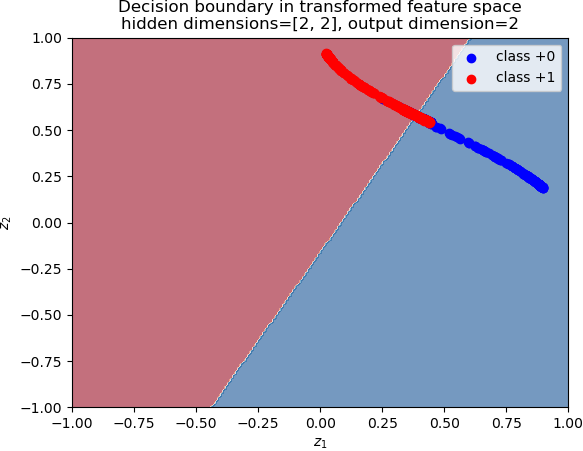 Decision boundary in transformed feature space
hidden dimensions=[2, 2], output dimension=2
class +0
class +1
1.00
0.75
0.50
0.25
0.00
−0.25
−0.50
−0.75
−1.00
z₂
−1.00 −0.75 −0.50 −0.25 0.00 0.25 0.50 0.75 1.00
z₁